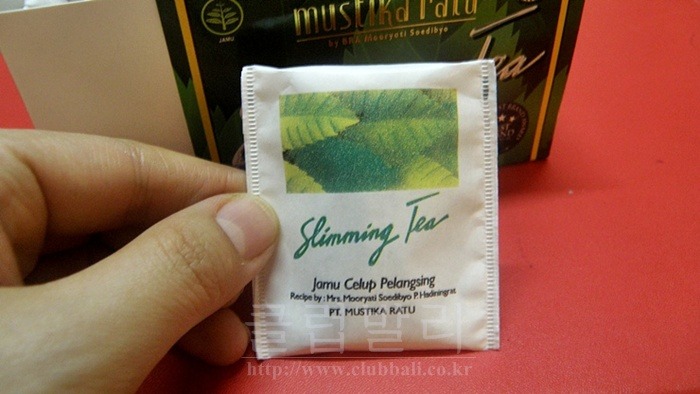 JAMU
mustika ratu
by BRA Mooryati Soedibyo
Tea
Slimming Tea
Jamu Celup Pelangsing
Recipe by : Mrs. Mooryati Soedibyo P. Hadiningrat
PT. MUSTIKA RATU
클럽발리
http://www.clubbali.co.kr